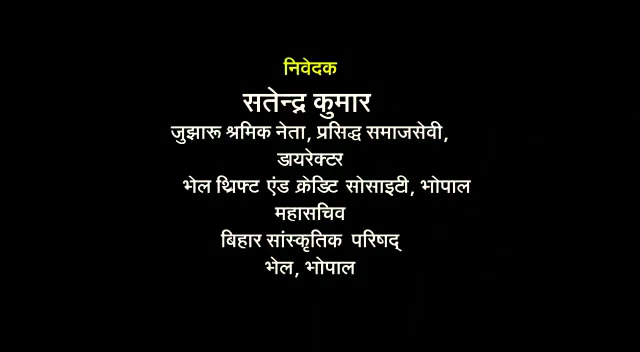 निवेदक
सतेन्द्र कुमार
जुझारू श्रमिक नेता, प्रसिद्ध समाजसेवी,
डायरेक्टर
भेल थ्रिफ्ट एंड क्रेडिट सोसाइटी, भोपाल
महासचिव
बिहार सांस्कृतिक परिषद्
भेल, भोपाल